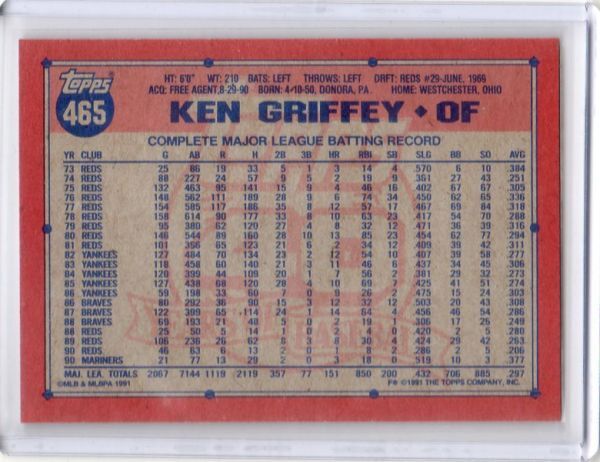 Topps
465
HT: 6'0" WT: 210 BATS: LEFT THROWS: LEFT DRFT: REDS #29-JUNE, 1969
ACQ: FREE AGENT, 8-29-90 BORN: 4-10-50, DONORA, PA. HOME: WESTCHESTER, OHIO
KEN GRIFFEY ♦ OF
COMPLETE MAJOR LEAGUE BATTING RECORD
YR CLUB G AB R H 2B 3B HR RBI SB SLG BB SO AVG
73 REDS 25 86 19 33 5 1 3 14 4 .570 6 10 .384
74 REDS 88 227 24 57 9 5 2 19 9 .361 27 43 .251
75 REDS 132 463 95 141 15 9 4 46 16 .402 67 67 .305
76 REDS 148 562 111 189 28 9 6 74 34 .450 62 65 .336
77 REDS 154 585 117 186 35 8 12 57 17 .467 69 84 .318
78 REDS 158 614 90 177 33 8 10 63 23 .417 54 70 .288
79 REDS 95 380 62 120 27 4 8 32 12 .471 36 39 .316
80 REDS 146 544 89 160 28 10 13 85 23 .454 62 77 .294
81 REDS 101 396 65 123 21 6 2 34 12 .409 39 42 .311
82 YANKEES 127 484 70 134 23 2 12 54 10 .407 39 58 .277
83 YANKEES 118 458 60 140 21 3 11 46 6 .437 34 45 .306
84 YANKEES 120 399 44 109 20 1 7 56 2 .381 29 32 .273
85 YANKEES 127 438 68 120 28 4 10 69 7 .425 41 51 .274
86 YANKEES 59 198 33 60 7 0 9 26 2 .475 15 24 .303
86 BRAVES 80 292 36 90 15 3 12 32 12 .503 20 43 .308
87 BRAVES 122 399 65 114 24 1 14 64 4 .456 46 54 .286
88 BRAVES 69 193 21 48 5 0 2 19 1 .306 17 26 .249
88 REDS 25 50 5 14 1 0 2 4 0 .420 2 5 .280
89 REDS 106 236 26 62 8 3 8 30 4 .424 29 42 .263
90 REDS 46 63 6 13 2 0 1 8 2 .286 2 5 .206
90 MARINERS 21 77 13 29 2 0 3 18 0 .519 10 3 .377
MAJ. LEA. TOTALS 2067 7144 1119 2119 357 77 151 850 200 .432 706 885 .297
©MLB & MLBPA 1991 F* ©1991 THE TOPPS COMPANY, INC.